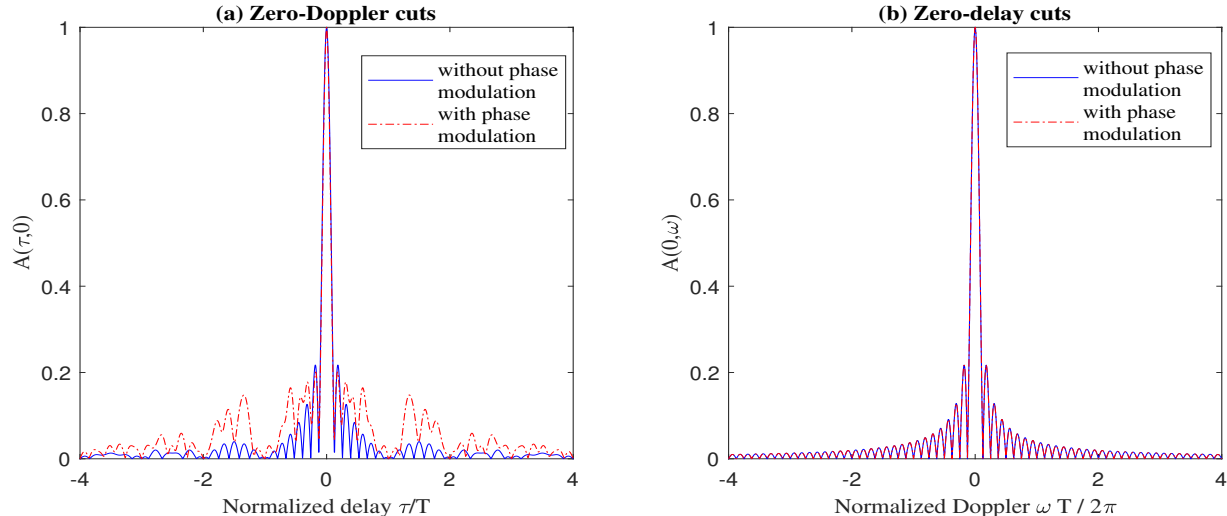 (a) Zero-Doppler cuts
1
0.8
0.6
0.4
0.2
0
A(τ,0)
-4
-2
0
2
4
Normalized delay τ/T
without phase
modulation
with phase
modulation
(b) Zero-delay cuts
1
0.8
0.6
0.4
0.2
0
A(0,ω)
-4
-2
0
2
4
Normalized Doppler ω T / 2π
without phase
modulation
with phase
modulation